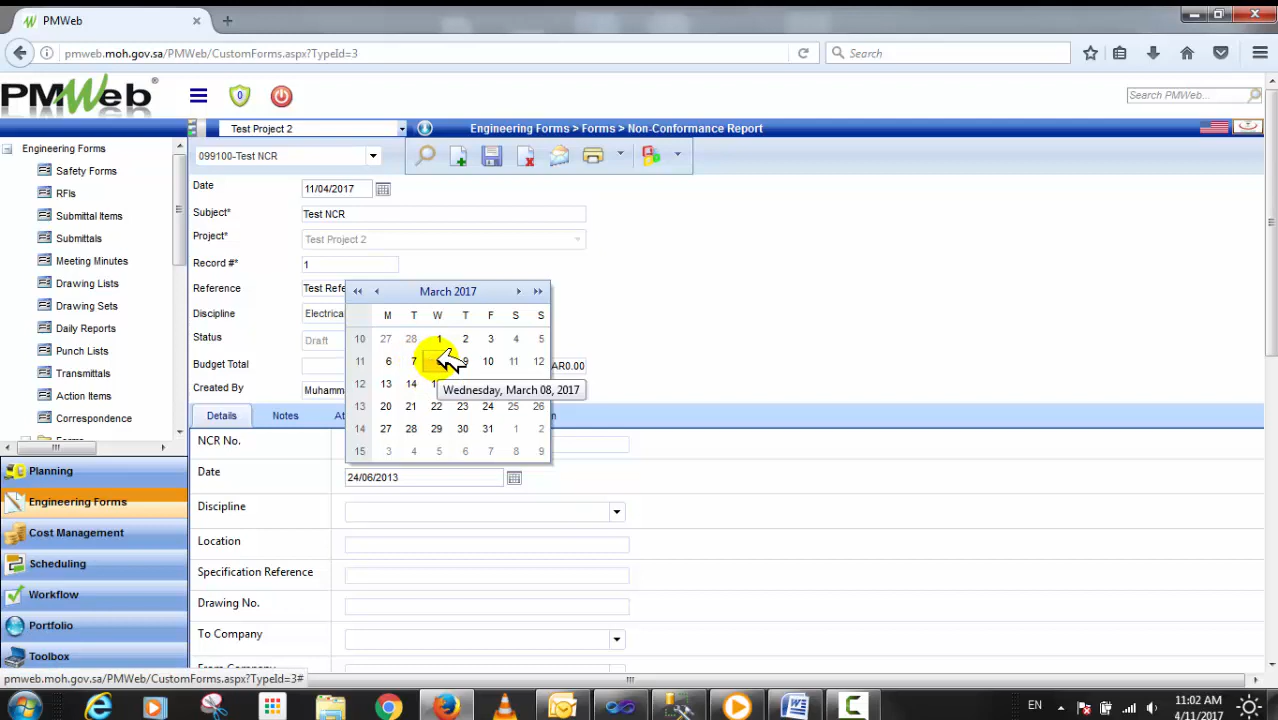 PMWeb
pmweb.moh.gov.sa/PMWeb/CustomForms.aspx?TypeId=3
Search
PMWeb®
0
Search PMWeb...
Test Project 2
Engineering Forms > Forms > Non-Conformance Report
Engineering Forms
Safety Forms
RFIs
Submittal Items
Submittals
Meeting Minutes
Drawing Lists
Drawing Sets
Daily Reports
Punch Lists
Transmittals
Action Items
Correspondence
Forms
Planning
Engineering Forms
Cost Management
Scheduling
Workflow
Portfolio
Toolbox
099100-Test NCR
Date 11/04/2017
Subject* Test NCR
Project* Test Project 2
Record #* 1
Reference Test Refe
Discipline Electrica
Status Draft
Budget Total AR0.00
Created By Muhamm
March 2017
M T W T F S S
10 27 28 1 2 3 4 5
11 6 7 8 9 10 11 12
12 13 14 1
13 20 21 22 23 24 25 26
14 27 28 29 30 31 1 2
15 3 4 5 6 7 8 9
Wednesday, March 08, 2017
Details Notes At n
NCR No.
Date 24/06/2013
Discipline
Location
Specification Reference
Drawing No.
To Company
From Company
pmweb.moh.gov.sa/PMWeb/CustomForms.aspx?TypeId=3#
EN
11:02 AM
4/11/2017